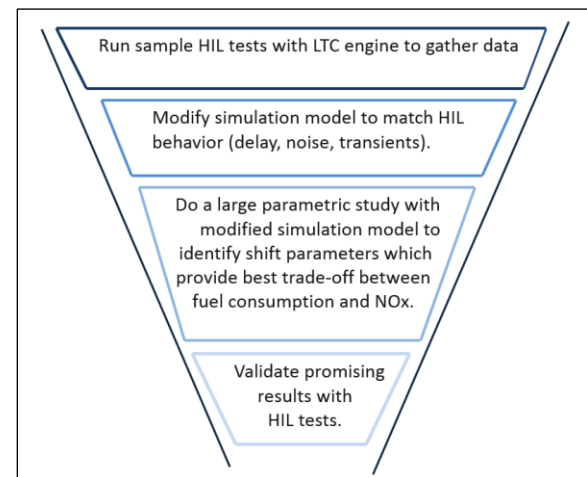 Run sample HIL tests with LTC engine to gather data
Modify simulation model to match HIL
behavior (delay, noise, transients).
Do a large parametric study with
modified simulation model to
identify shift parameters which
provide best trade-off between
fuel consumption and NOx.
Validate promising
results with
HIL tests.